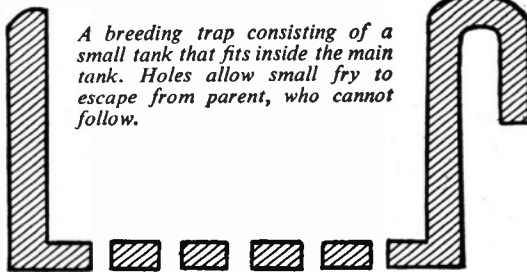 A breeding trap consisting of a
small tank that fits inside the main
tank. Holes allow small fry to
escape from parent, who cannot
follow.